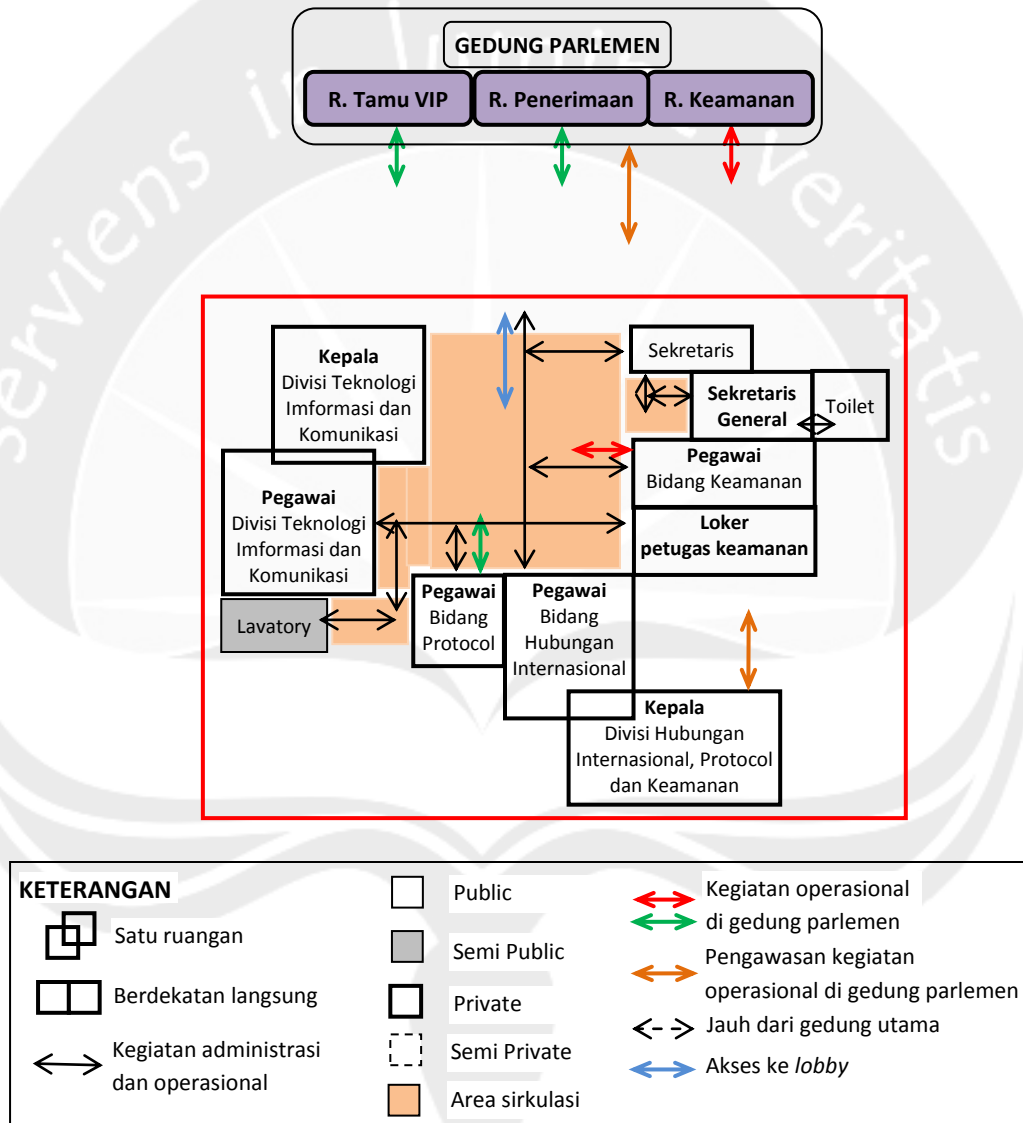 GEDUNG PARLEMEN
R. Tamu VIP
R. Penerimaan
R. Keamanan
Kepala
Divisi Teknologi
Imformasi dan
Komunikasi
Sekretaris
Sekretaris
General
Toilet
Pegawai
Bidang Keamanan
Pegawai
Divisi Teknologi
Imformasi dan
Komunikasi
Loker
petugas keamanan
Lavatory
Pegawai
Bidang
Protocol
Pegawai
Bidang
Hubungan
Internasional
Kepala
Divisi Hubungan
Internasional, Protocol
dan Keamanan
KETERANGAN
Satu ruangan
Berdekatan langsung
Kegiatan administrasi
dan operasional
Public
Semi Public
Private
Semi Private
Area sirkulasi
Kegiatan operasional
di gedung parlemen
Pengawasan kegiatan
operasional di gedung parlemen
Jauh dari gedung utama
Akses ke lobby
serviens in lumine veritatis